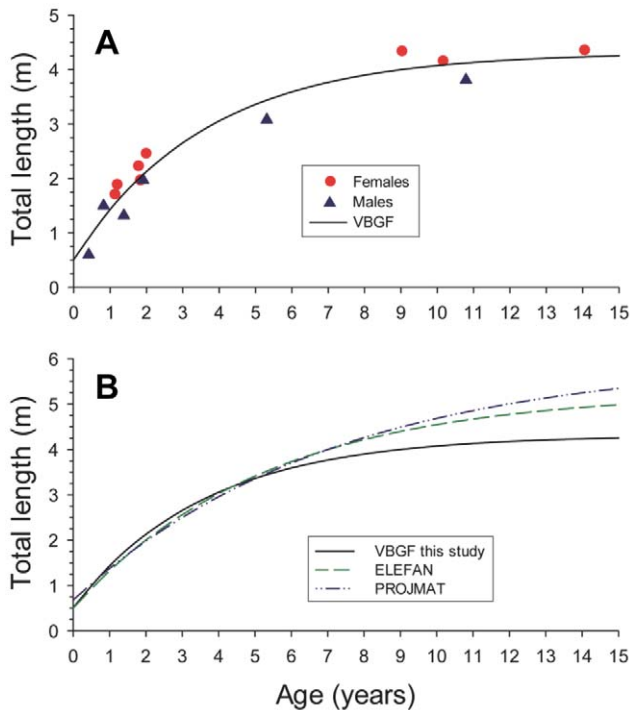 5
4
3
2
1
0
Total length (m)
A
Females
Males
VBGF
0 1 2 3 4 5 6 7 8 9 10 11 12 13 14 15
6
5
4
3
2
1
0
Total length (m)
B
VBGF this study
ELEFAN
PROJMAT
0 1 2 3 4 5 6 7 8 9 10 11 12 13 14 15
Age (years)